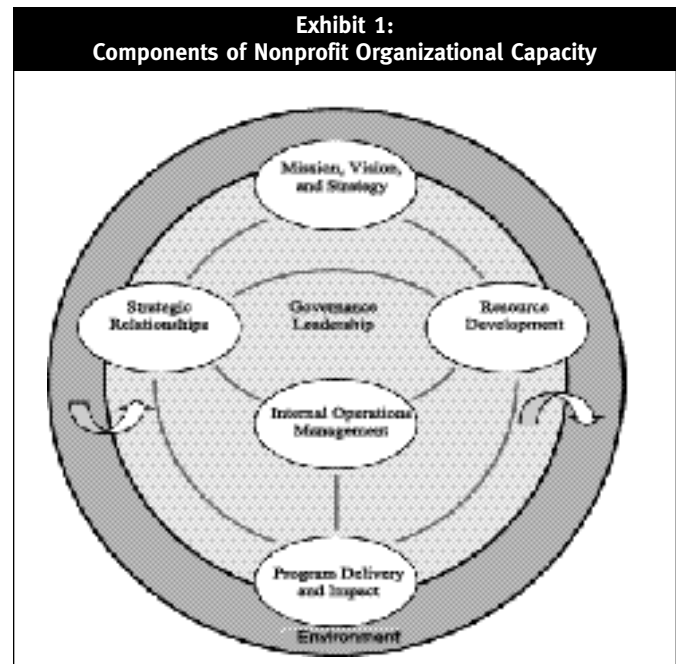 Exhibit 1:
Components of Nonprofit Organizational Capacity
Mission, Vision,
and Strategy
Strategic
Relationships
Governance
Leadership
Resource
Development
Internal Operations
Management
Program Delivery
and Impact
Environment